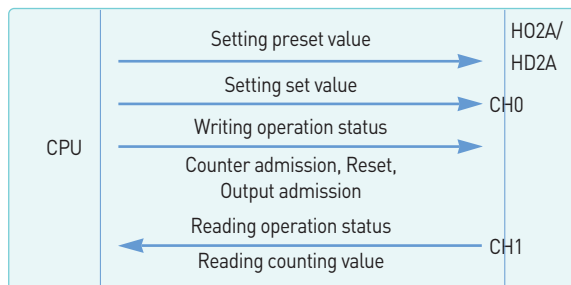 Setting preset value
HO2A/
HD2A
Setting set value
CH0
Writing operation status
CPU
Counter admission, Reset,
Output admission
Reading operation status
CH1
Reading counting value